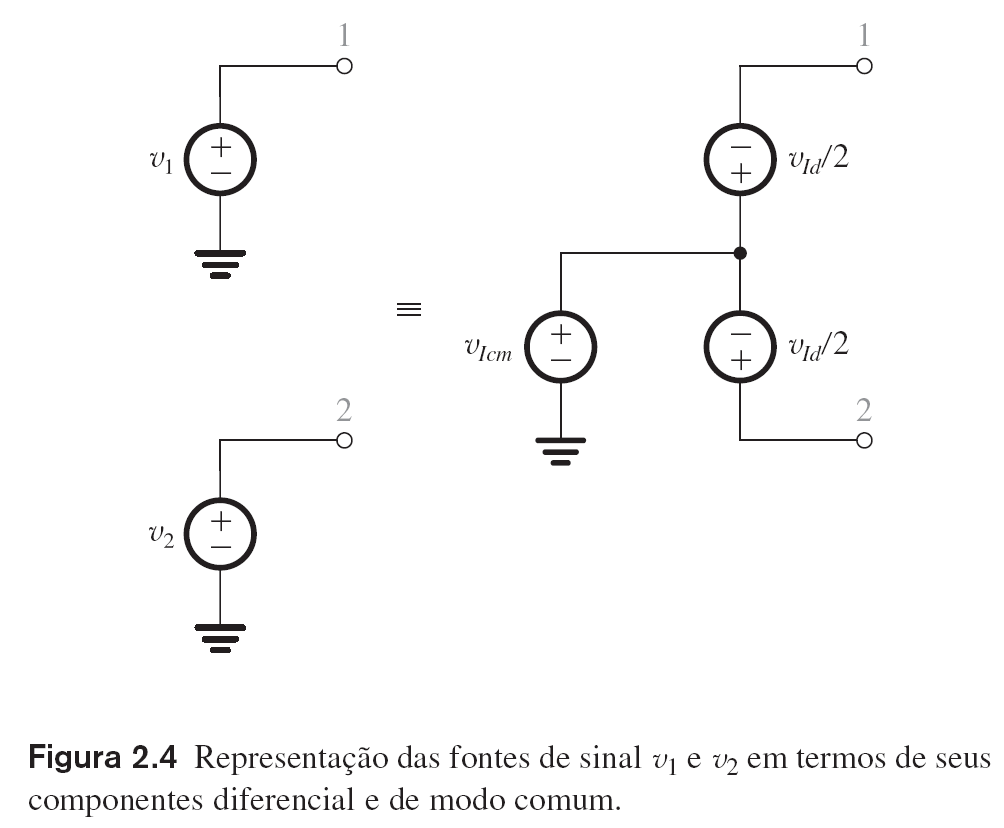 1
v1
+
−
2
v2
+
−
≡
1
−
+
vId/2
vIcm
+
−
−
+
vId/2
2
Figura 2.4 Representação das fontes de sinal v1 e v2 em termos de seus
componentes diferencial e de modo comum.